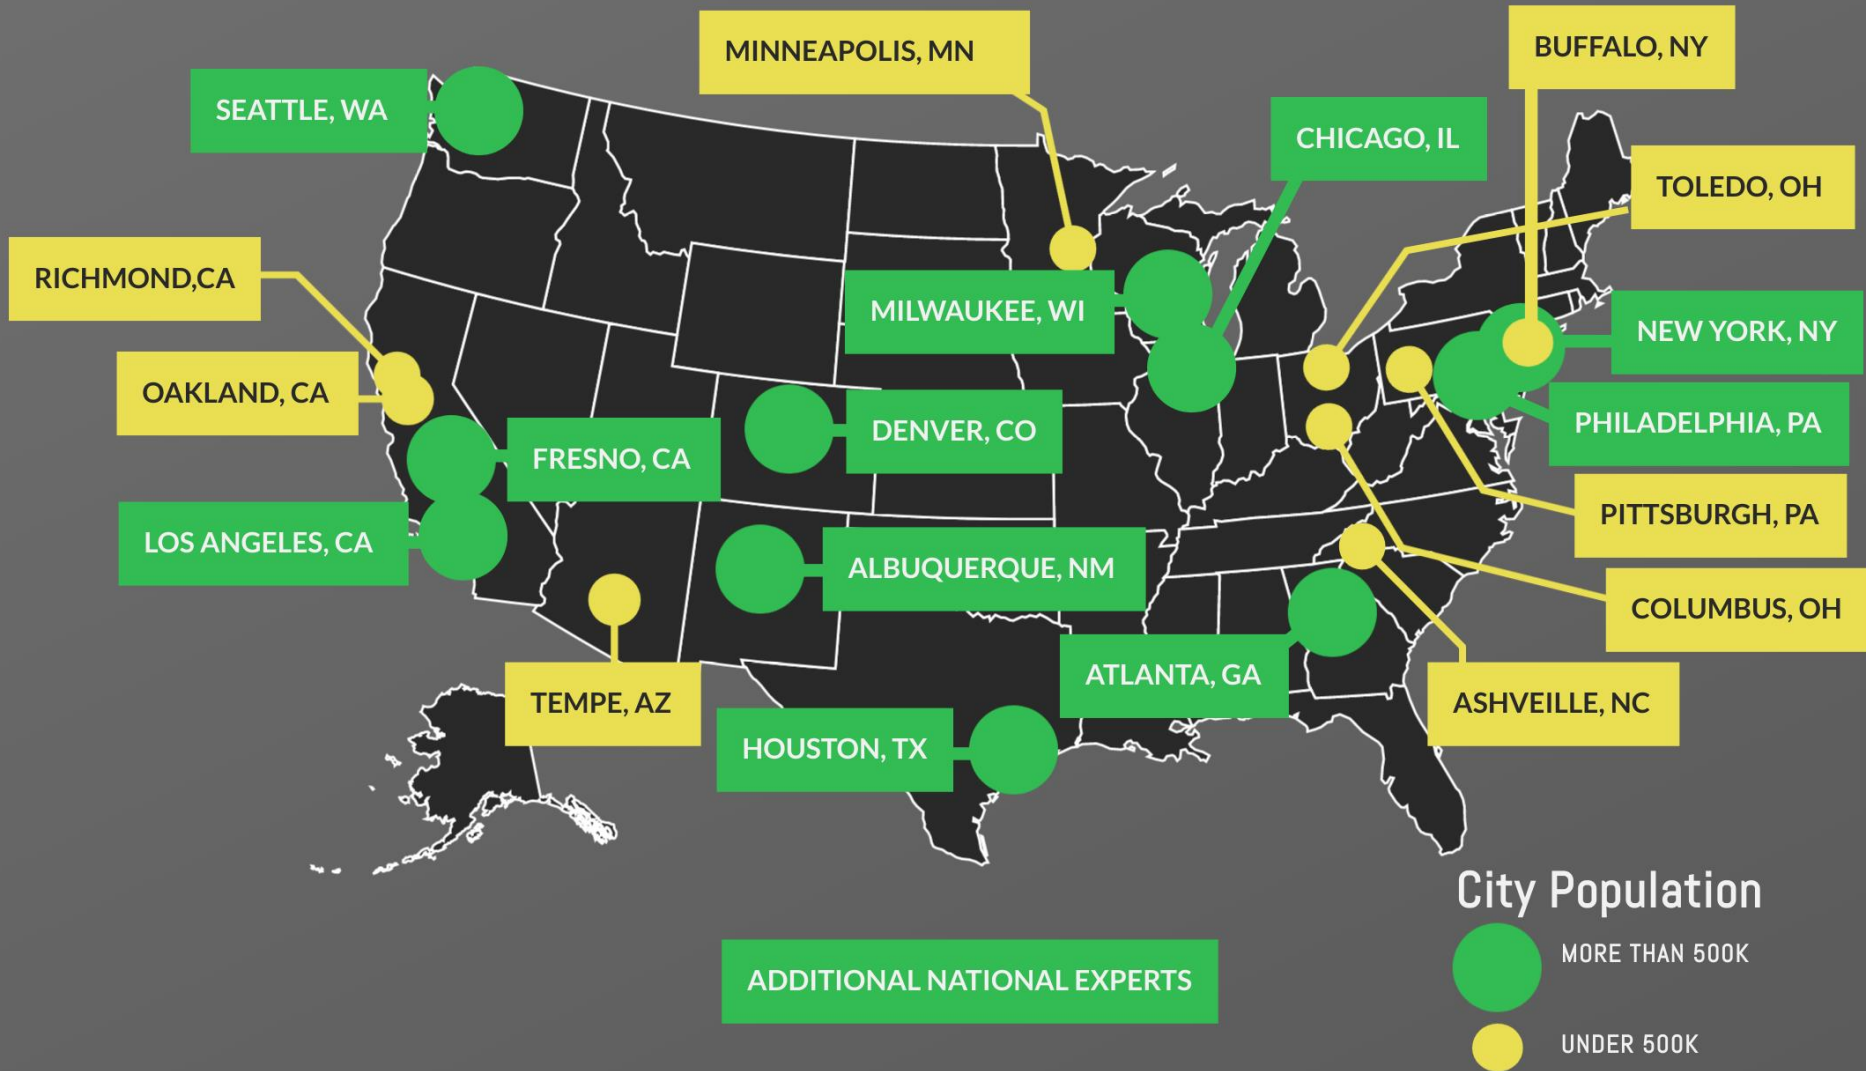 MINNEAPOLIS, MN
BUFFALO, NY
SEATTLE, WA
CHICAGO, IL
TOLEDO, OH
RICHMOND,CA
MILWAUKEE, WI
NEW YORK, NY
OAKLAND, CA
DENVER, CO
PHILADELPHIA, PA
FRESNO, CA
PITTSBURGH, PA
LOS ANGELES, CA
ALBUQUERQUE, NM
COLUMBUS, OH
ATLANTA, GA
TEMPE, AZ
ASHVEILLE, NC
HOUSTON, TX
City Population
MORE THAN 500K
ADDITIONAL NATIONAL EXPERTS
UNDER 500K